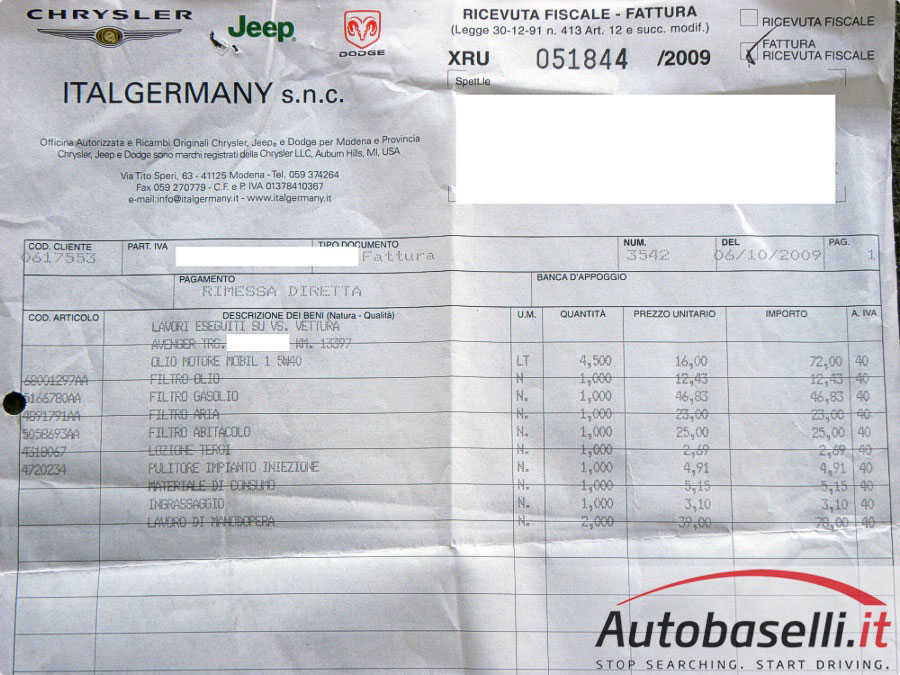 CHRYSLER
Jeep®
DODGE
RICEVUTA FISCALE - FATTURA
(Legge 30-12-91 n. 413 Art. 12 e succ. modif.)
XRU 051844 /2009
RICEVUTA FISCALE
FATTURA
RICEVUTA FISCALE
Spett.le
ITALGERMANY s.n.c.
Officina Autorizzata e Ricambi Originali Chrysler, Jeep® e Dodge per Modena e Provincia
Chrysler, Jeep e Dodge sono marchi registrati della Chrysler LLC, Auburn Hills, MI, USA
Via Tito Speri, 63 - 41125 Modena - Tel. 059 374264
Fax 059 270779 - C.F. e P. IVA 01378410367
e-mail:info@italgermany.it - www.italgermany.it
COD. CLIENTE PART. IVA TIPO DOCUMENTO NUM. DEL PAG.
0617553 Fattura 3542 06/10/2009 1
PAGAMENTO BANCA D'APPOGGIO
RIMESSA DIRETTA
COD. ARTICOLO DESCRIZIONE DEI BENI (Natura - Qualità) U.M. QUANTITÀ PREZZO UNITARIO IMPORTO A. IVA
LAVORI ESEGUITI SU VS. VETTURA
AVENGER TRG. KM. 13397
OLIO MOTORE MOBIL 1 5W40 LT 4,500 16,00 72,00 40
68001297AA FILTRO OLIO N 1,000 12,43 12,43 40
5166780AA FILTRO GASOLIO N. 1,000 46,83 46,83 40
4891791AA FILTRO ARIA N. 1,000 23,00 23,00 40
5058693AA FILTRO ABITACOLO N. 1,000 25,00 25,00 40
4318067 LOZIONE TERGI N. 1,000 2,69 2,69 40
4720234 PULITORE IMPIANTO INIEZIONE N. 1,000 4,91 4,91 40
MATERIALE DI CONSUMO N. 1,000 5,15 5,15 40
INGRASSAGGIO N. 1,000 3,10 3,10 40
LAVORO DI MANODOPERA N. 2,000 39,00 78,00 40
Autobaselli.it
STOP SEARCHING. START DRIVING.